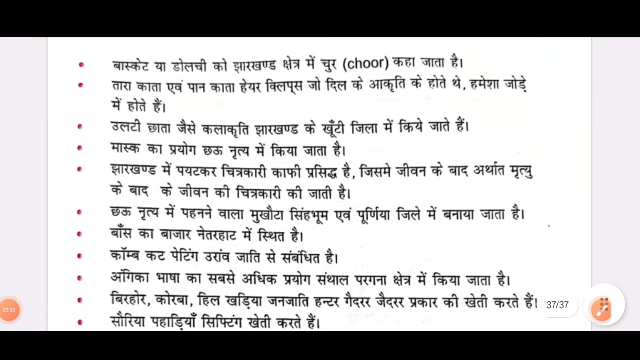 बास्केट या डोलची को झारखण्ड क्षेत्र में चुर (choor) कहा जाता है।
तारा काता एवं पान काता हेयर क्लिप्स जो दिल के आकृति के होते थे, हमेशा जोड़े
में होते हैं।
उलटी छाता जैसे कलाकृति झारखण्ड के खूँटी जिला में किये जाते हैं।
मास्क का प्रयोग छऊ नृत्य में किया जाता है।
झारखण्ड में पयटकर चित्रकारी काफी प्रसिद्ध है, जिसमे जीवन के बाद अर्थात मृत्यु
के बाद के जीवन की चित्रकारी की जाती है।
छऊ नृत्य में पहनने वाला मुखौटा सिंहभूम एवं पूर्णिया जिले में बनाया जाता है।
बाँस का बाजार नेतरहाट में स्थित है।
कॉम्ब कट पेटिंग उरांव जाति से संबंधित है।
अंगिका भाषा का सबसे अधिक प्रयोग संथाल परगना क्षेत्र में किया जाता है।
बिरहोर, कोरबा, हिल खड़िया जनजाति हन्टर गैदरर जैदरर प्रकार की खेती करते हैं।
37/37
सौरिया पहाड़ियाँ सिफ्टिंग खेती करते हैं।